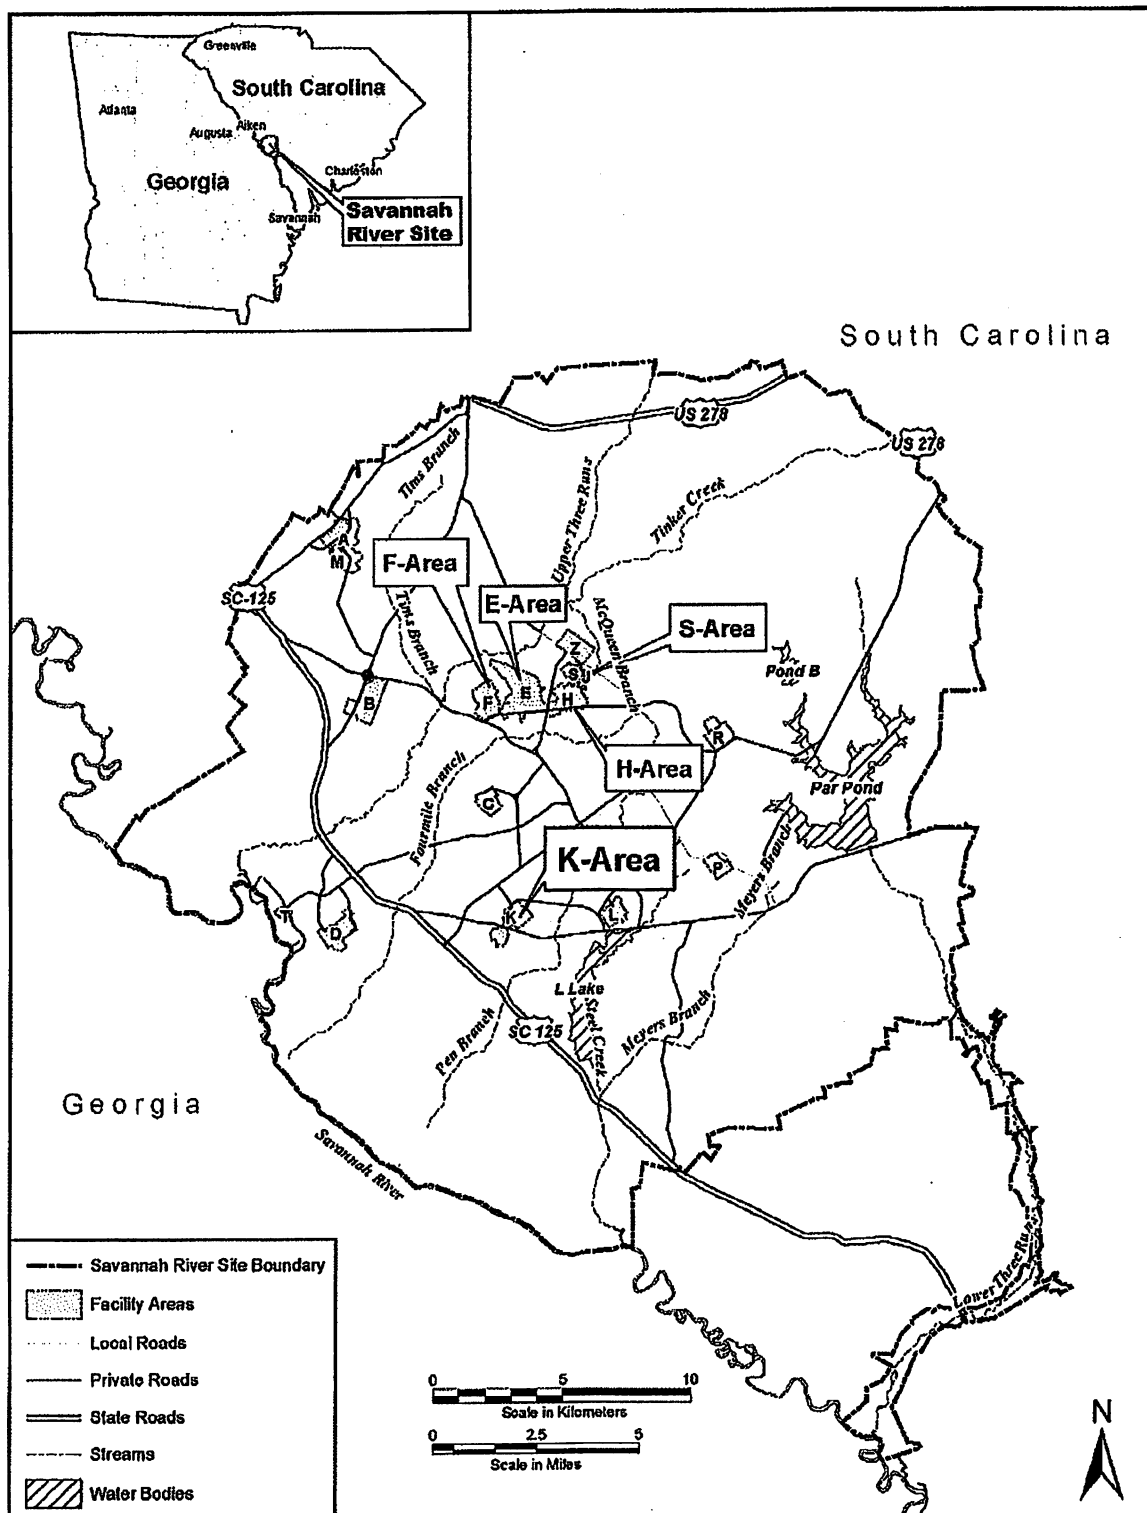 Greenville
South Carolina
Atlanta
Aiken
Augusta
Charleston
Georgia
Savannah
Savannah
River Site
South Carolina
US 278
US 278
Tims Branch
Upper Three Runs
Tinker Creek
A
M
F-Area
SC-125
E-Area
Tims Branch
McQueen Branch
S-Area
Z
S
Pond B
B
F
E
H
R
H-Area
Fourmile Branch
Par Pond
C
K-Area
P
Meyers Branch
T
D
K
L
L Lake
Steel Creek
Meyers Branch
Pen Branch
SC 125
Georgia
Savannah River
Lower Three Runs
Savannah River Site Boundary
Facility Areas
Local Roads
Private Roads
State Roads
Streams
Water Bodies
0 5 10
Scale in Kilometers
0 2.5 5
Scale in Miles
N